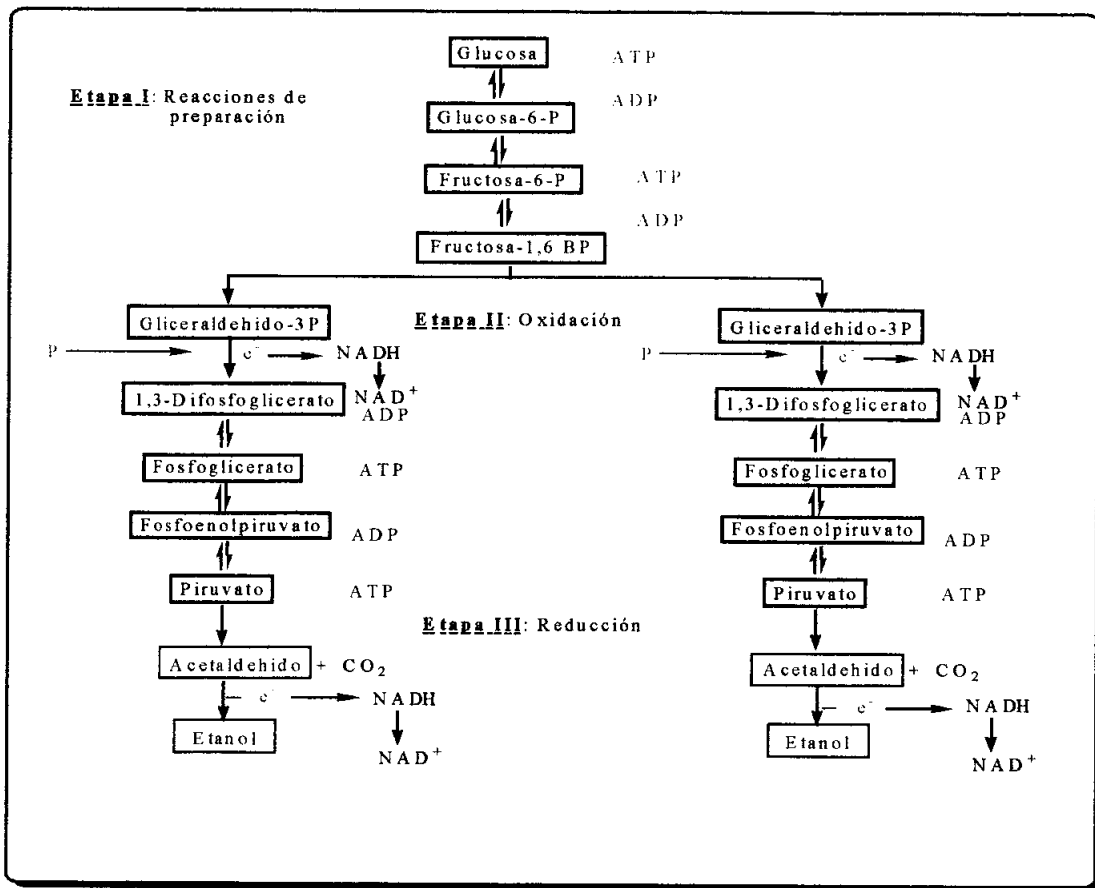 Glucosa
ATP
Etapa I: Reacciones de
preparación
ADP
Glucosa-6-P
Fructosa-6-P
ATP
ADP
Fructosa-1,6 BP
Etapa II: Oxidación
Gliceraldehido-3P
P
e⁻
NADH
1,3-Difosfoglicerato
NAD⁺
ADP
Fosfoglicerato
ATP
Fosfoenolpiruvato
ADP
Piruvato
ATP
Gliceraldehido-3P
P
e⁻
NADH
1,3-Difosfoglicerato
NAD⁺
ADP
Fosfoglicerato
ATP
Fosfoenolpiruvato
ADP
Piruvato
ATP
Etapa III: Reducción
Acetaldehido + CO₂
e⁻
NADH
Etanol
NAD⁺
Acetaldehido + CO₂
e⁻
NADH
Etanol
NAD⁺